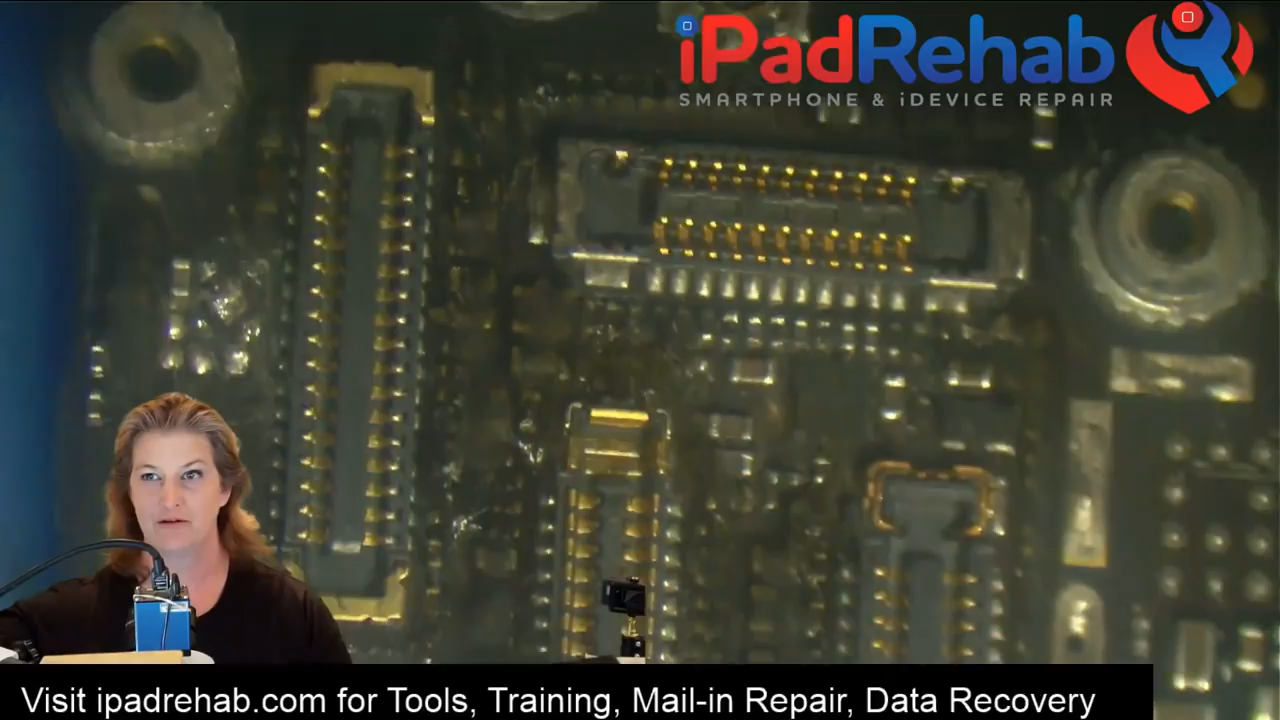 iPadRehab
SMARTPHONE & iDEVICE REPAIR
Visit ipadrehab.com for Tools, Training, Mail-in Repair, Data Recovery